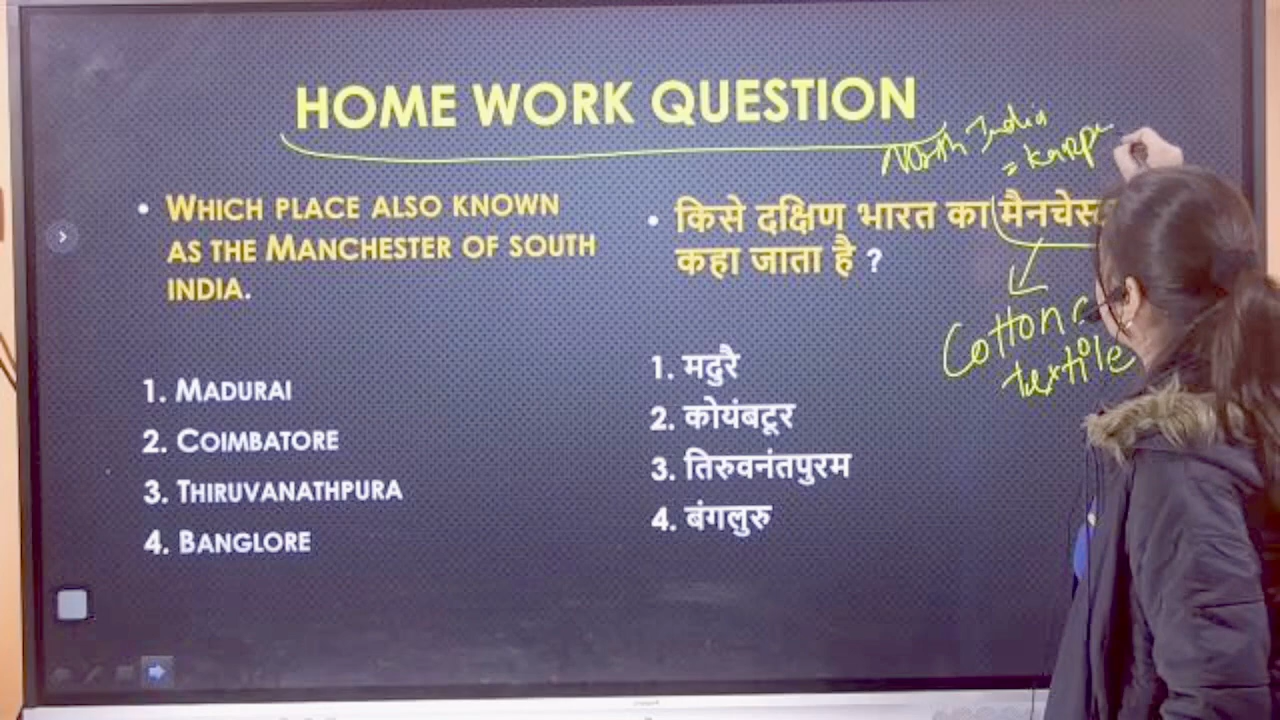 HOME WORK QUESTION
North India
= Kanpu
• WHICH PLACE ALSO KNOWN
AS THE MANCHESTER OF SOUTH
INDIA.
1. MADURAI
2. COIMBATORE
3. THIRUVANATHPURA
4. BANGLORE
• किसे दक्षिण भारत का मैनचेस्ट
कहा जाता है ?
Cotton
textile
1. मदुरै
2. कोयंबटूर
3. तिरुवनंतपुरम
4. बंगलुरु